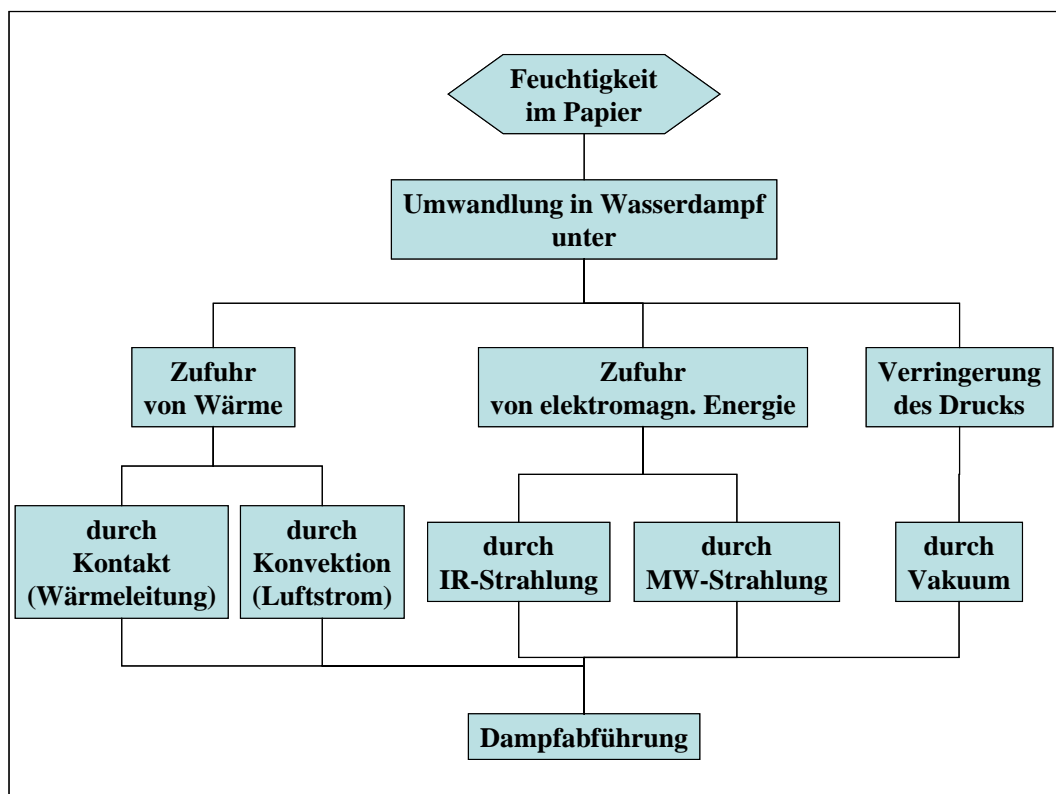 Feuchtigkeit
im Papier
Umwandlung in Wasserdampf
unter
Zufuhr
von Wärme
Zufuhr
von elektromagn. Energie
Verringerung
des Drucks
durch
Kontakt
(Wärmeleitung)
durch
Konvektion
(Luftstrom)
durch
IR-Strahlung
durch
MW-Strahlung
durch
Vakuum
Dampfabführung